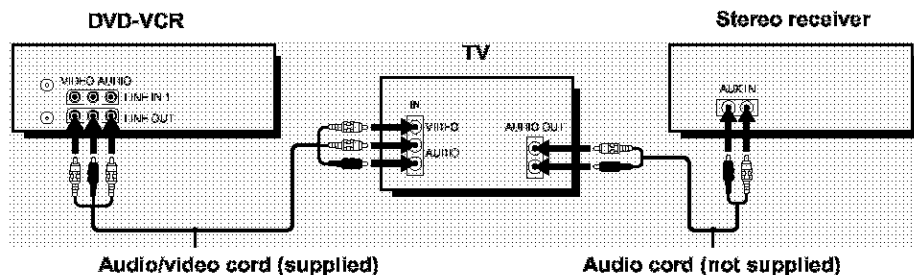 DVD-VCR
Stereo receiver
TV
VIDEO AUDIO
LINE IN 1
LINE OUT
IN
VIDEO
AUDIO
AUDIO OUT
AUX IN
Audio/video cord (supplied)
Audio cord (not supplied)